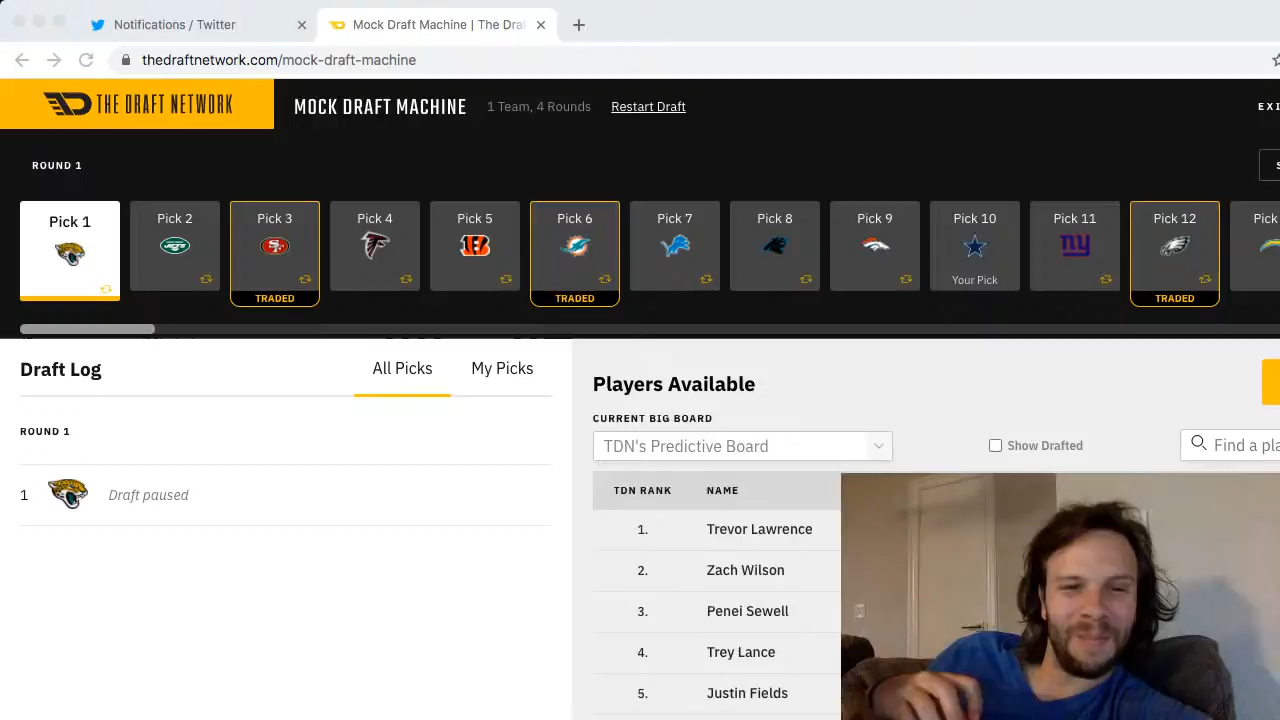 Notifications / Twitter
Mock Draft Machine | The Dra
thedraftnetwork.com/mock-draft-machine
THE DRAFT NETWORK
MOCK DRAFT MACHINE
1 Team, 4 Rounds
Restart Draft
EXI
ROUND 1
S
Pick 1
Pick 2
Pick 3
Pick 4
Pick 5
Pick 6
Pick 7
Pick 8
Pick 9
Pick 10
Pick 11
Pick 12
Pick
ny
Your Pick
TRADED
TRADED
TRADED
Draft Log
All Picks
My Picks
ROUND 1
1
Draft paused
Players Available
CURRENT BIG BOARD
TDN's Predictive Board
Show Drafted
Find a pla
TDN RANK
NAME
1. Trevor Lawrence
2. Zach Wilson
3. Penei Sewell
4. Trey Lance
5. Justin Fields